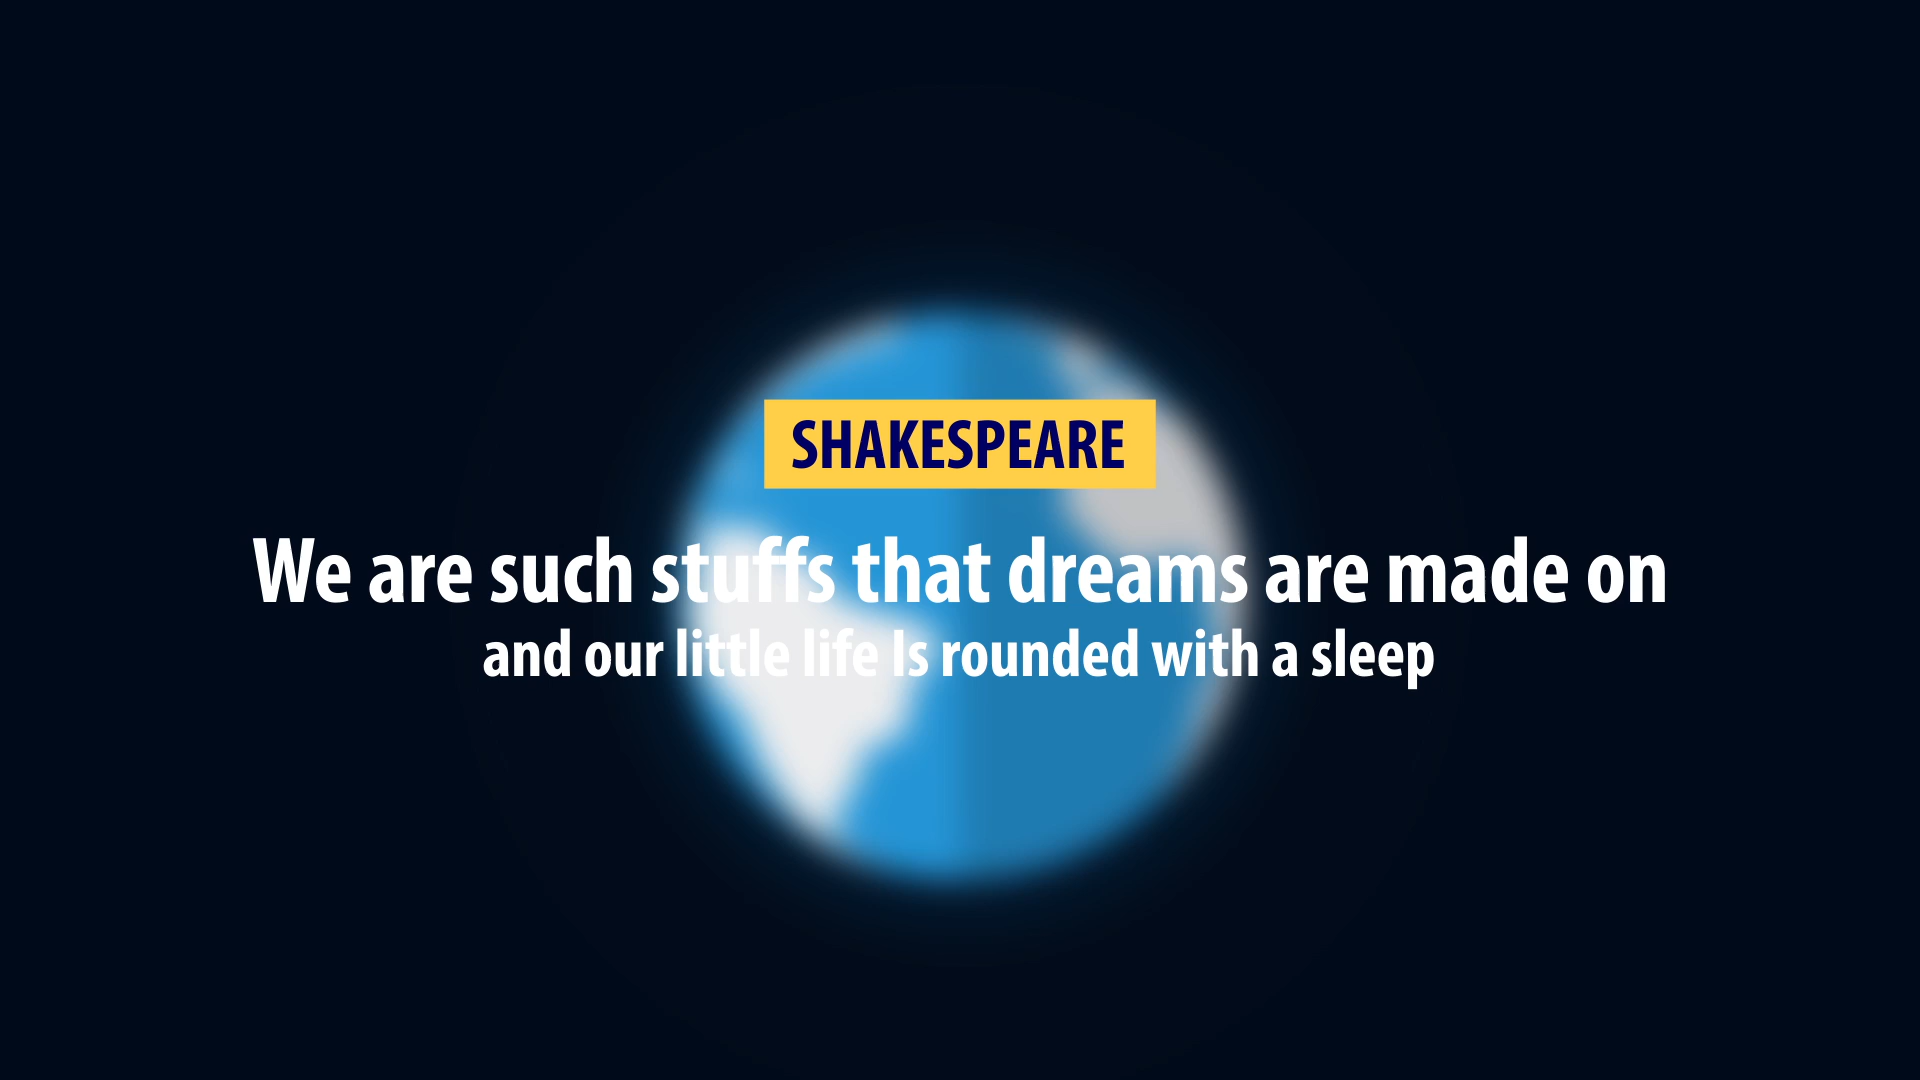 SHAKESPEARE
We are such stuffs that dreams are made on
and our little life Is rounded with a sleep